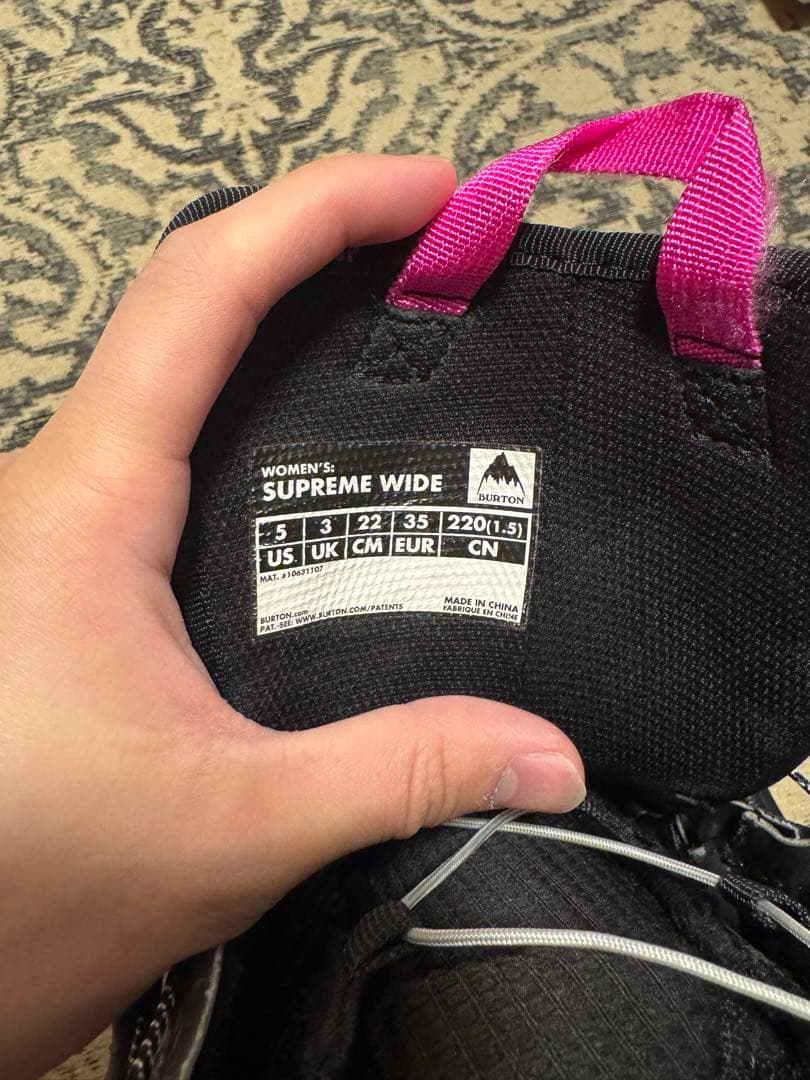 WOMEN'S:
SUPREME WIDE
BURTON
5 3 22 35 220(1.5)
US UK CM EUR CN
MAT. #10631107
BURTON.com
PAT.-SEE: WWW.BURTON.COM/PATENTS
MADE IN CHINA
FABRIQUE EN CHINE